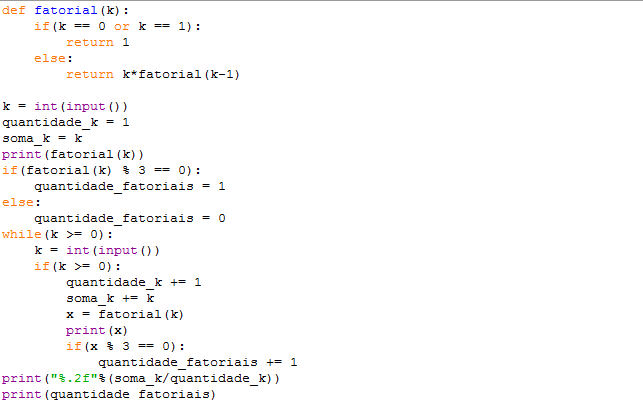 def fatorial(k):
    if(k == 0 or k == 1):
        return 1
    else:
        return k*fatorial(k-1)

k = int(input())
quantidade_k = 1
soma_k = k
print(fatorial(k))
if(fatorial(k) % 3 == 0):
    quantidade_fatoriais = 1
else:
    quantidade_fatoriais = 0
while(k >= 0):
    k = int(input())
    if(k >= 0):
        quantidade_k += 1
        soma_k += k
        x = fatorial(k)
        print(x)
        if(x % 3 == 0):
            quantidade_fatoriais += 1
print("%.2f"%(soma_k/quantidade_k))
print(quantidade_fatoriais)